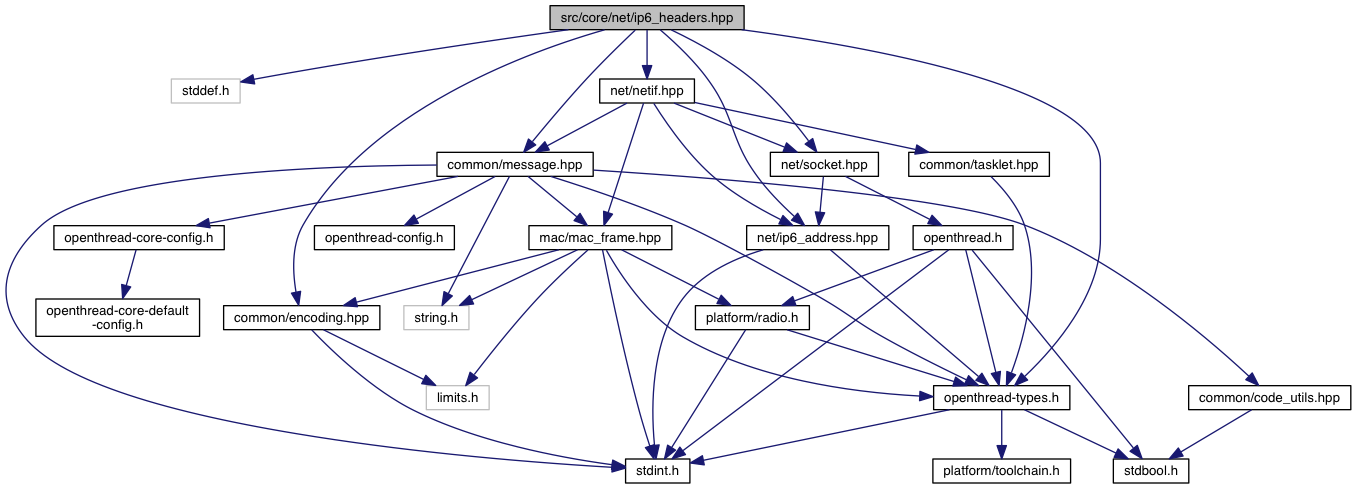 src/core/net/ip6_headers.hpp
stddef.h
net/netif.hpp
common/message.hpp
net/socket.hpp
common/tasklet.hpp
openthread-core-config.h
openthread-config.h
mac/mac_frame.hpp
net/ip6_address.hpp
openthread.h
openthread-core-default
-config.h
common/encoding.hpp
string.h
platform/radio.h
limits.h
openthread-types.h
common/code_utils.hpp
stdint.h
platform/toolchain.h
stdbool.h